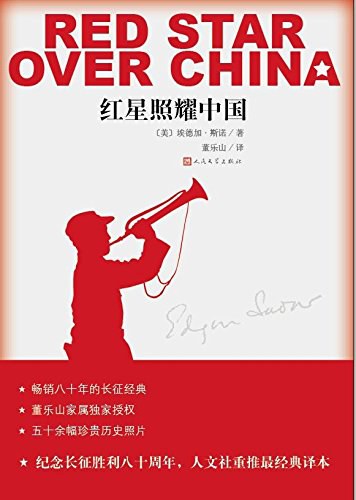 RED STAR
OVER CHINA
红星照耀中国
〔美〕埃德加·斯诺／著
董乐山／译
人民文学出版社
Edgar Snow
★ 畅销八十年的长征经典
★ 董乐山家属独家授权
★ 五十余幅珍贵历史照片
★ 纪念长征胜利八十周年，人文社重推最经典译本